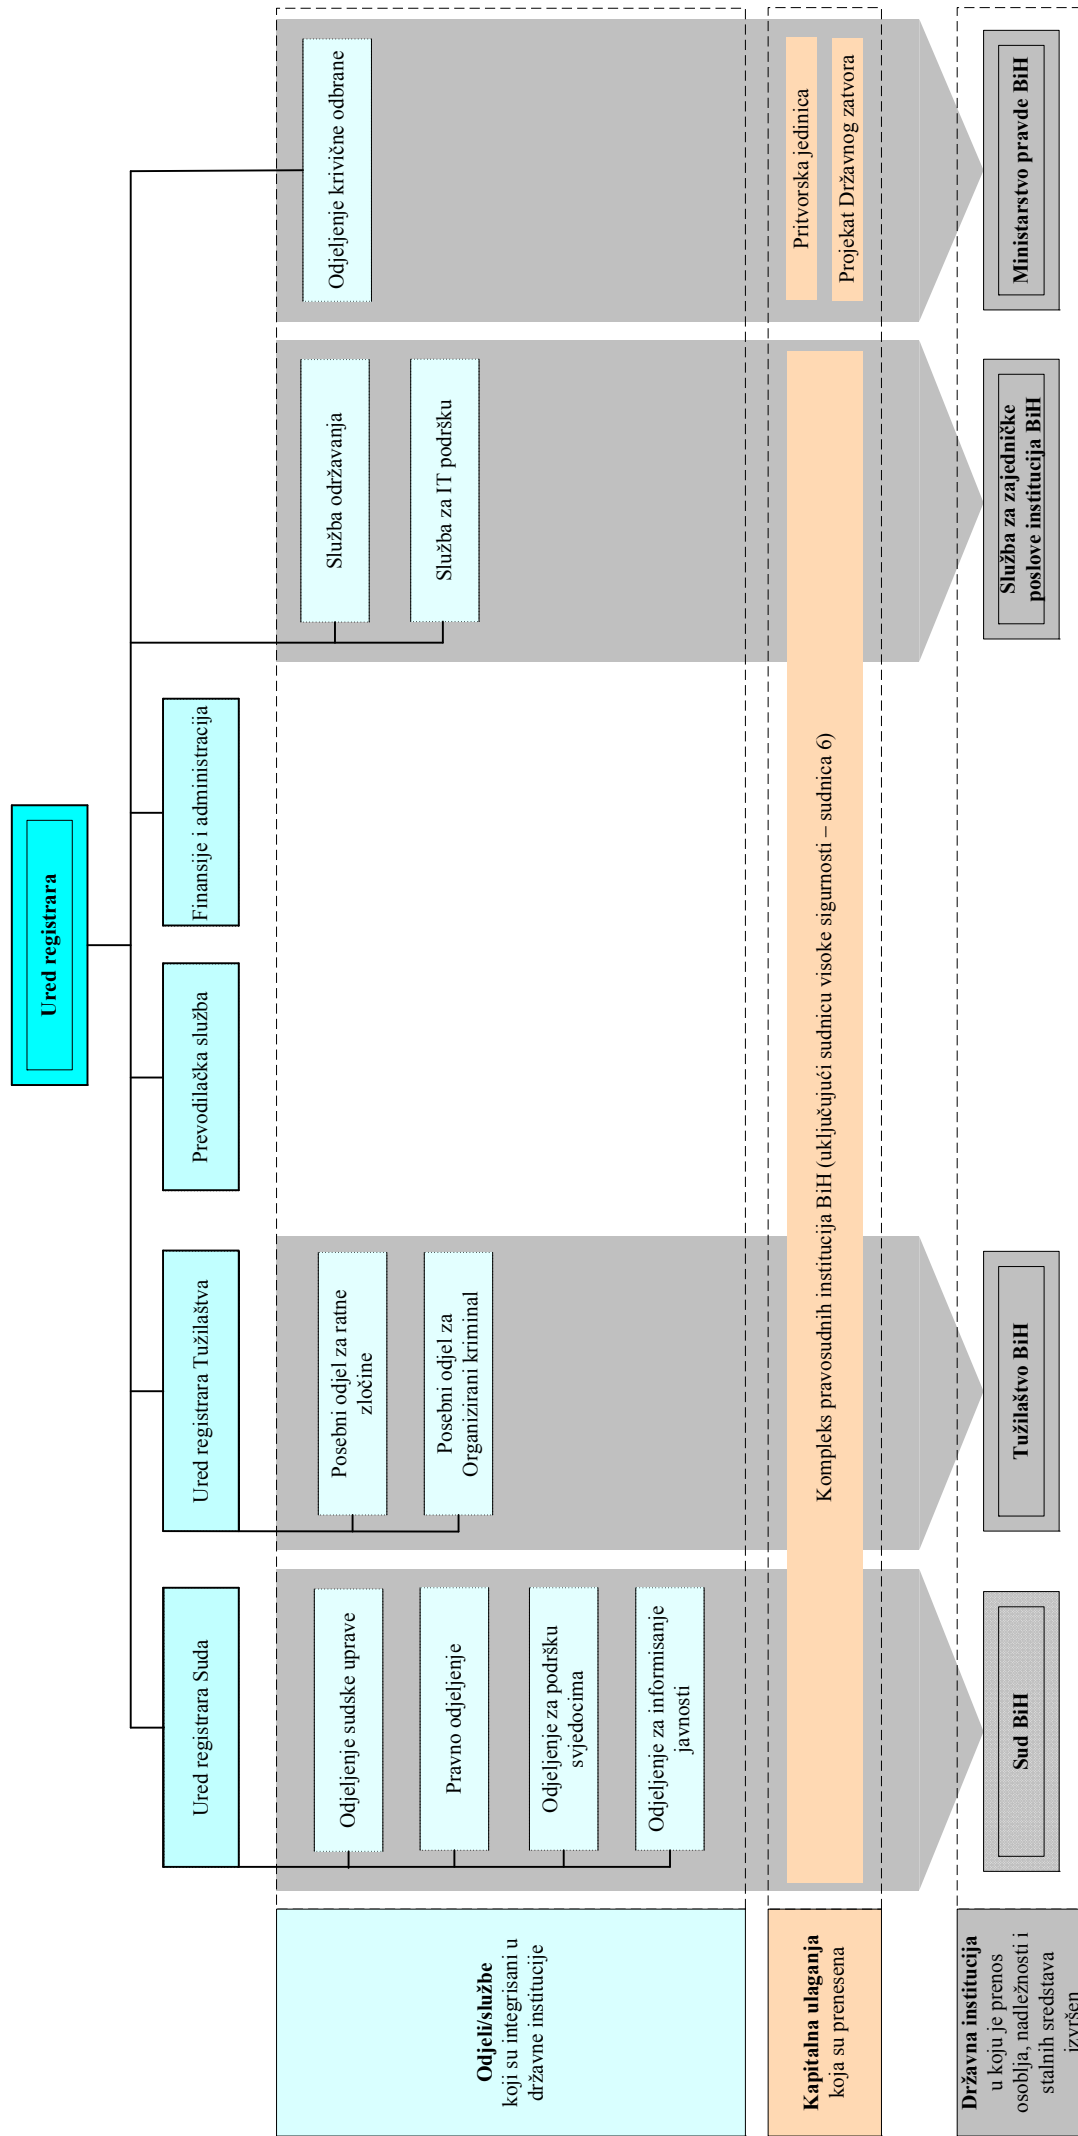 Ured registrara
Ured registrara Suda
Ured registrara Tužilaštva
Prevodilačka služba
Finansije i administracija
Odjeli/službe
koji su integrisani u
državne institucije
Odjeljenje sudske uprave
Pravno odjeljenje
Odjeljenje za podršku
svjedocima
Odjeljenje za informisanje
javnosti
Posebni odjel za ratne
zločine
Posebni odjel za
Organizirani kriminal
Služba održavanja
Služba za IT podršku
Odjeljenje krivične odbrane
Kapitalna ulaganja
koja su prenesena
Kompleks pravosudnih institucija BiH (uključujući sudnicu visoke sigurnosti – sudnica 6)
Pritvorska jedinica
Projekat Državnog zatvora
Državna institucija
u koju je prenos
osoblja, nadležnosti i
stalnih sredstava
izvršen
Sud BiH
Tužilaštvo BiH
Služba za zajedničke
poslove institucija BiH
Ministarstvo pravde BiH